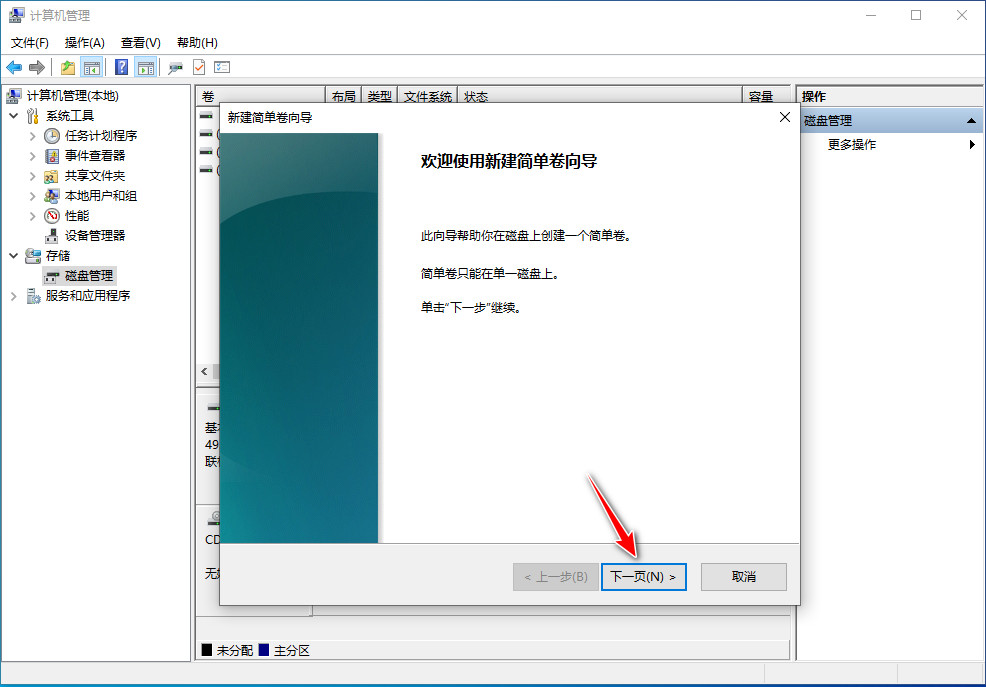 计算机管理
文件(F) 操作(A) 查看(V) 帮助(H)
计算机管理(本地)
系统工具
任务计划程序
事件查看器
共享文件夹
本地用户和组
性能
设备管理器
存储
磁盘管理
服务和应用程序
卷 布局 类型 文件系统 状态 容量
操作
磁盘管理
更多操作
新建简单卷向导
欢迎使用新建简单卷向导
此向导帮助你在磁盘上创建一个简单卷。
简单卷只能在单一磁盘上。
单击"下一步"继续。
< 上一步(B) 下一页(N) > 取消
49
CD
未分配 主分区